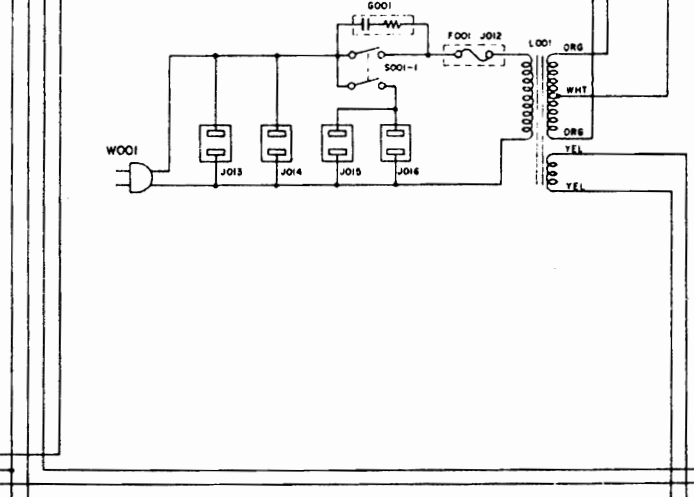 G001
F001 J012
L001
ORG
S001-1
WHT
ORG
W001
YEL
J013
J014
J015
J016
YEL